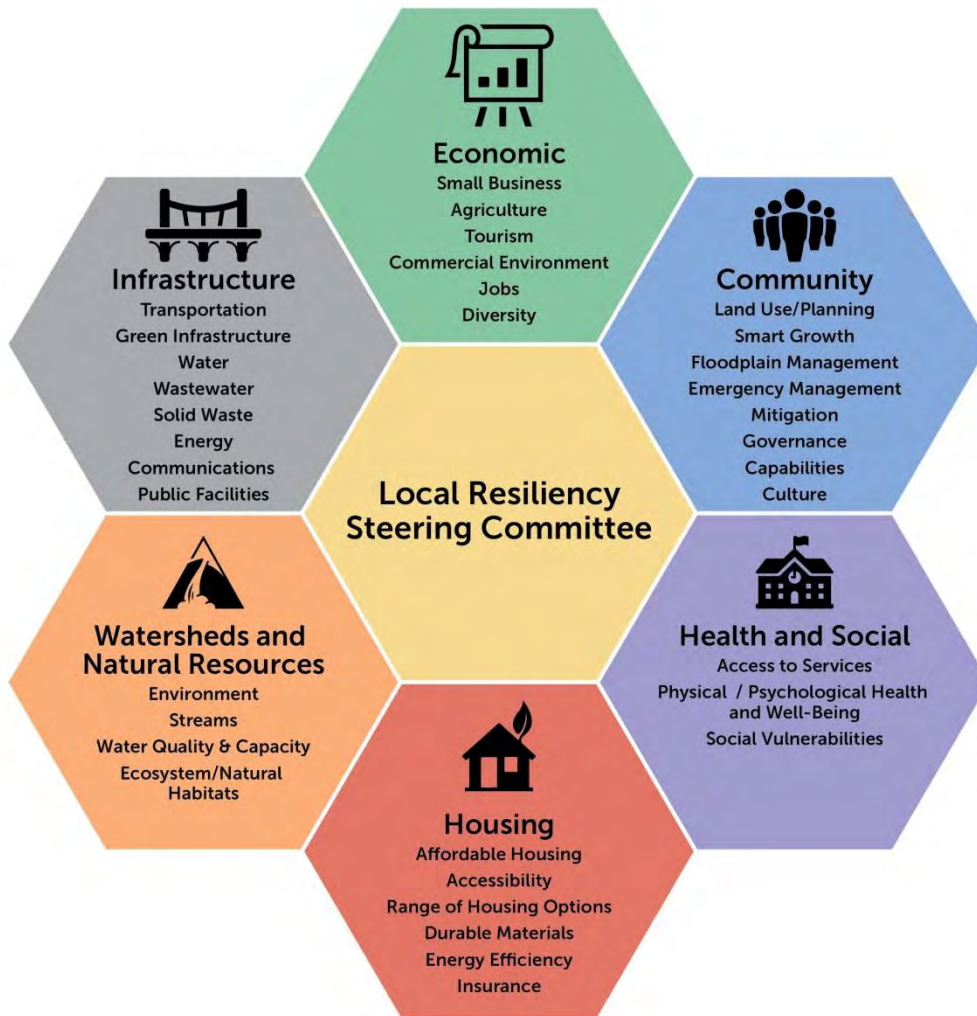 Economic
Small Business
Agriculture
Tourism
Commercial Environment
Jobs
Diversity
Infrastructure
Transportation
Green Infrastructure
Water
Wastewater
Solid Waste
Energy
Communications
Public Facilities
Community
Land Use/Planning
Smart Growth
Floodplain Management
Emergency Management
Mitigation
Governance
Capabilities
Culture
Local Resiliency
Steering Committee
Watersheds and
Natural Resources
Environment
Streams
Water Quality & Capacity
Ecosystem/Natural
Habitats
Health and Social
Access to Services
Physical / Psychological Health
and Well-Being
Social Vulnerabilities
Housing
Affordable Housing
Accessibility
Range of Housing Options
Durable Materials
Energy Efficiency
Insurance